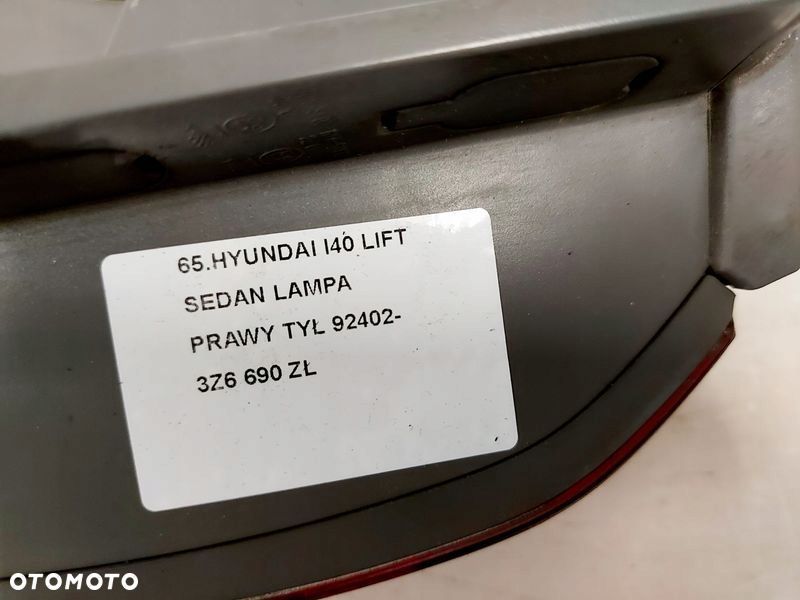 65.HYUNDAI I40 LIFT
SEDAN LAMPA
PRAWY TYŁ 92402-
3Z6 690 ZŁ
OTOMOTO